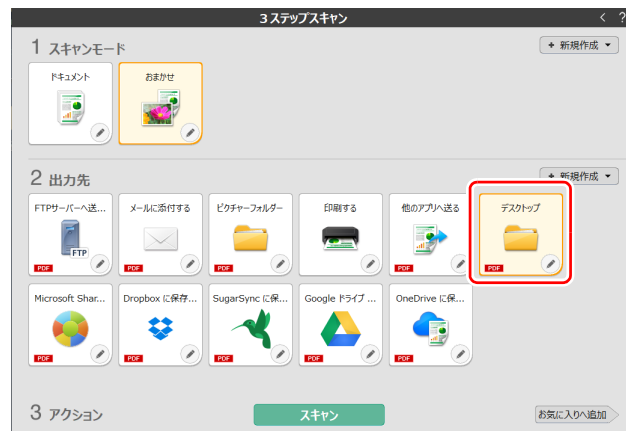 3ステップスキャン
< ?
1 スキャンモード
+ 新規作成
ドキュメント
おまかせ
2 出力先
+ 新規作成
FTPサーバーへ送...
メールに添付する
ピクチャーフォルダー
印刷する
他のアプリへ送る
デスクトップ
FTP
PDF
PDF
PDF
PDF
PDF
Microsoft Shar...
Dropbox に保存...
SugarSync に保...
Google ドライブ ...
OneDrive に保...
PDF
PDF
PDF
PDF
PDF
3 アクション
スキャン
お気に入りへ追加